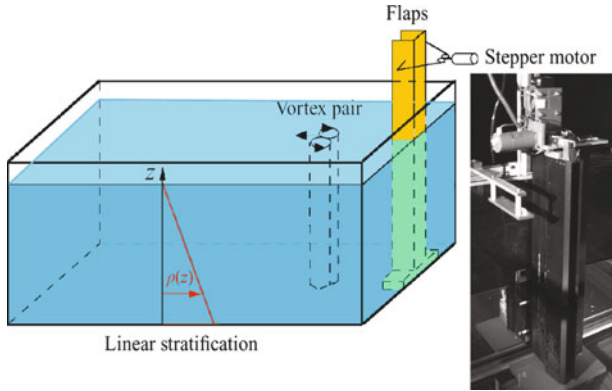 Flaps
Stepper motor
Vortex pair
z
ρ(z)
Linear stratification